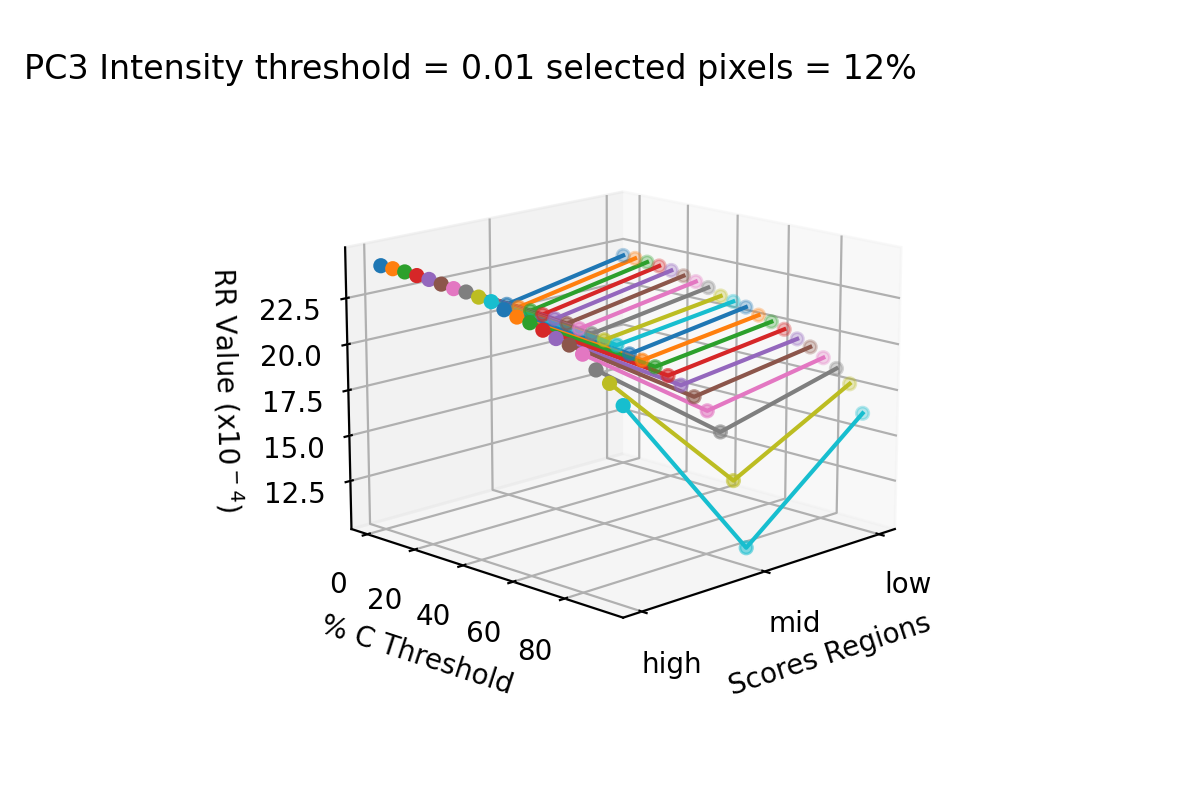 PC3 Intensity threshold = 0.01 selected pixels = 12%
RR Value (x10⁻⁴)
22.5
20.0
17.5
15.0
12.5
0
20
40
60
80
% C Threshold
high
mid
low
Scores Regions